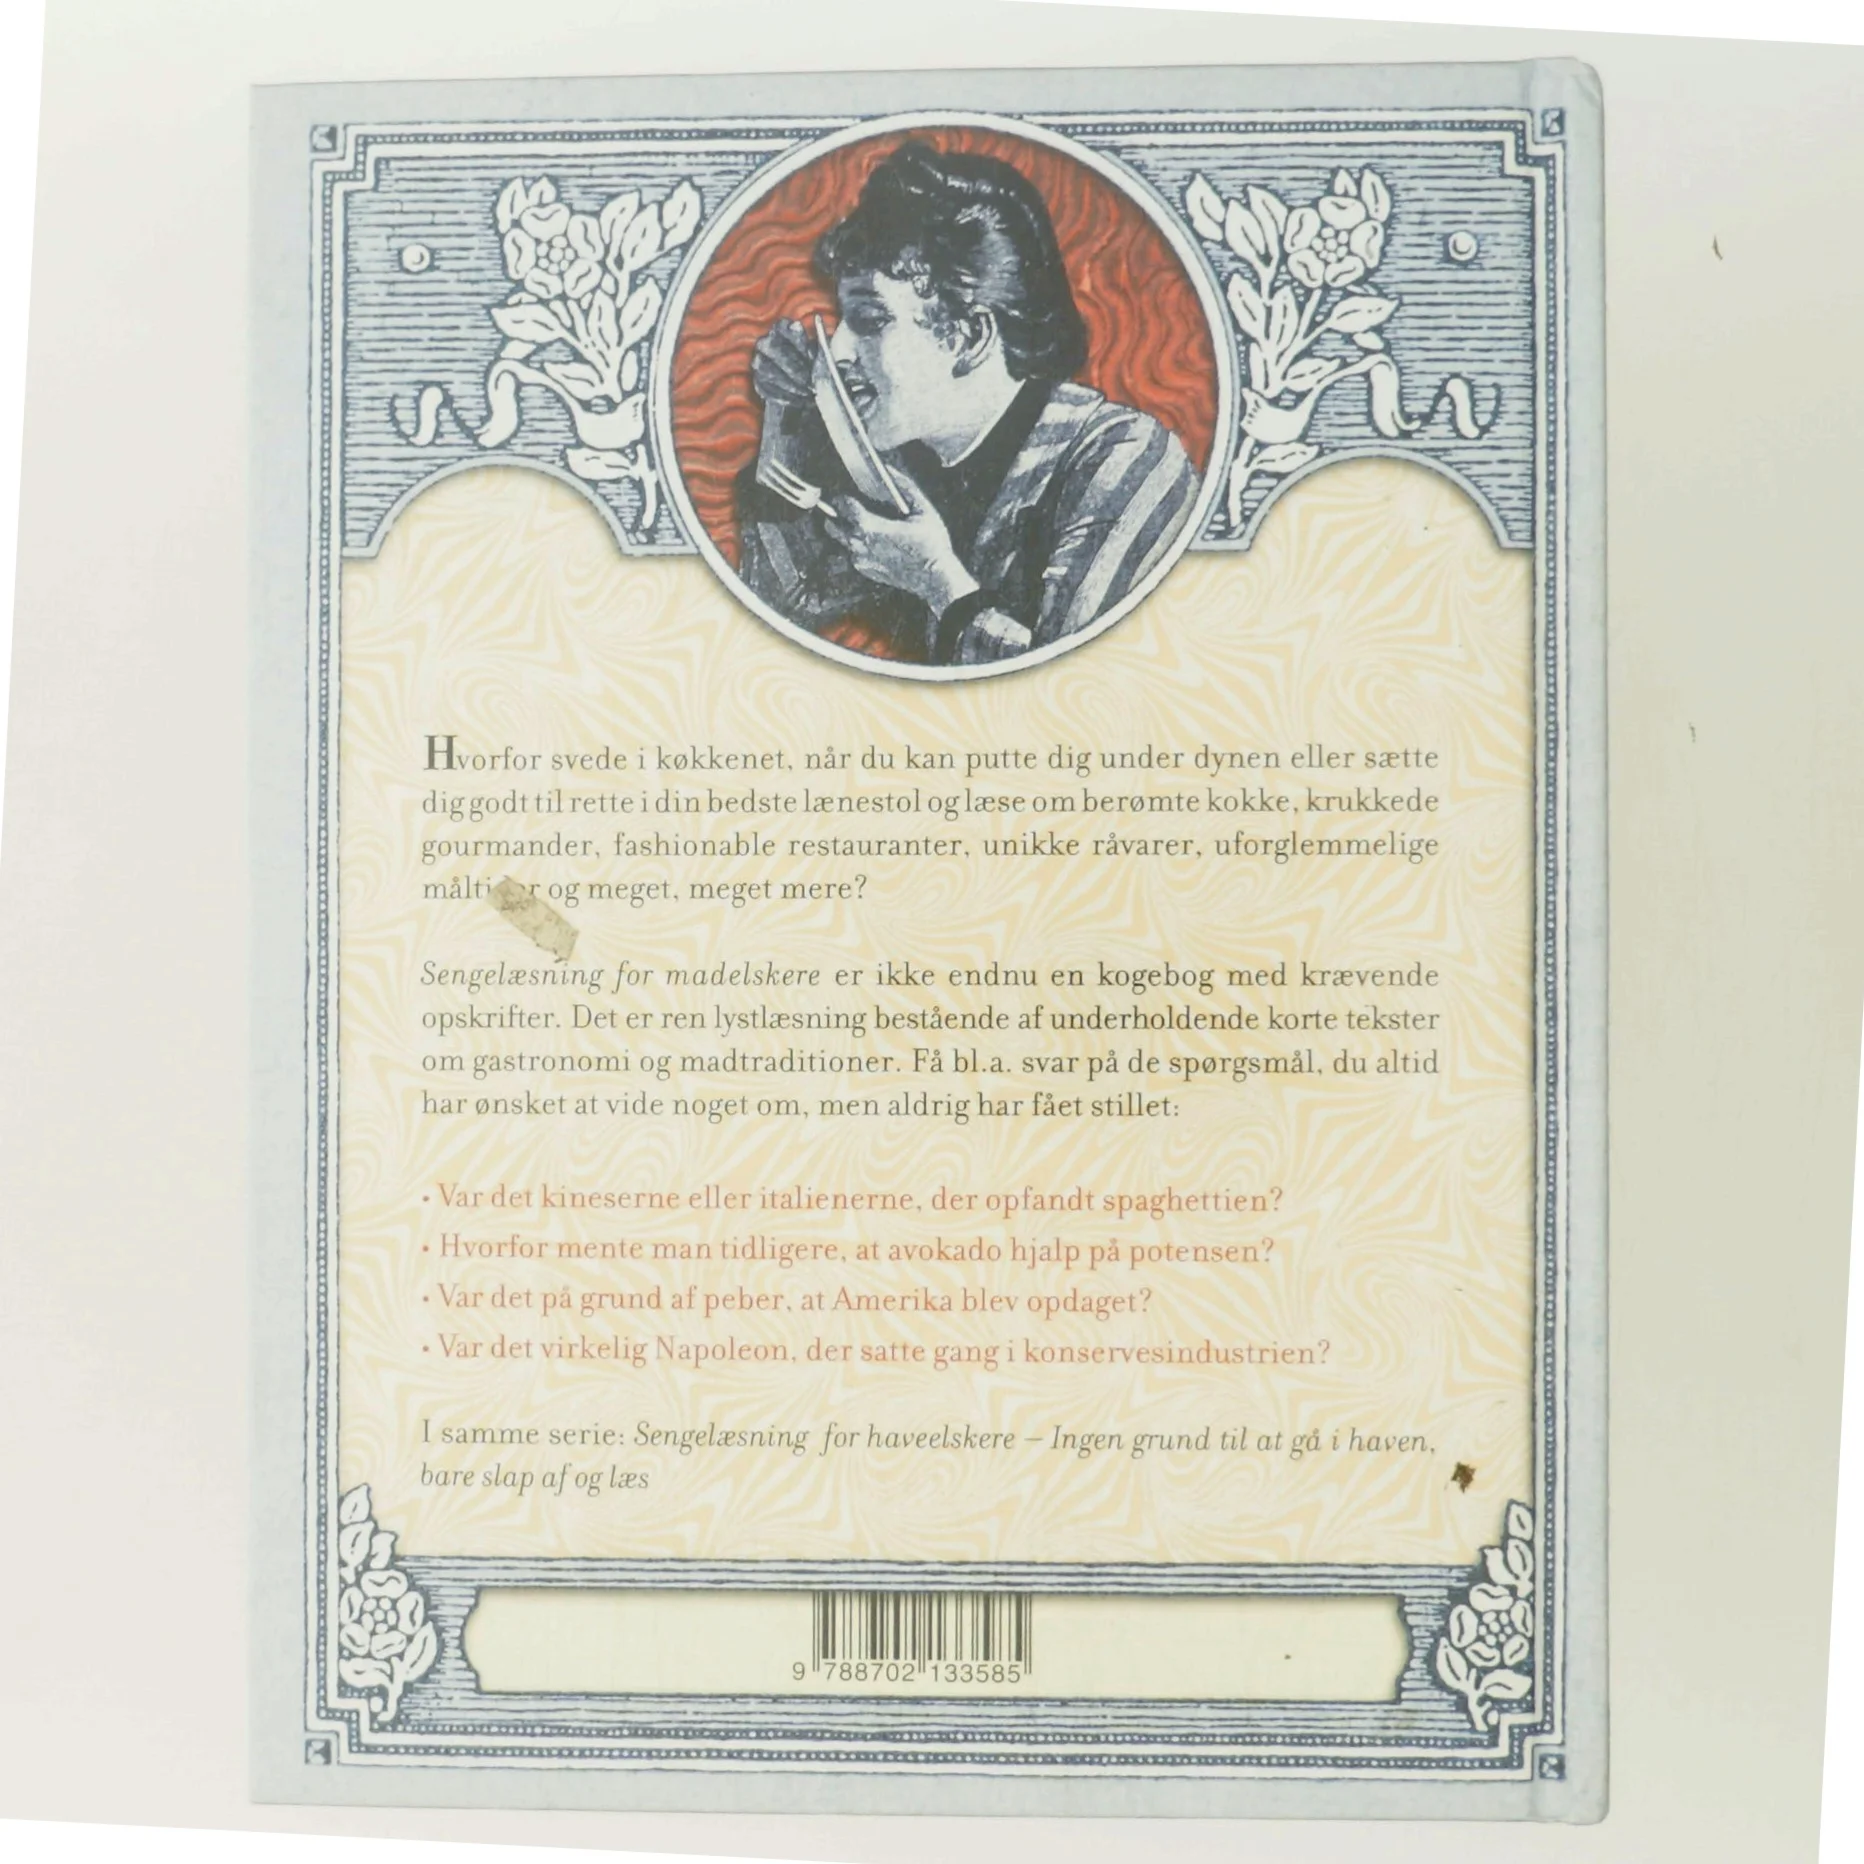 Hvorfor svede i køkkenet, når du kan putte dig under dynen eller sætte
dig godt til rette i din bedste lænestol og læse om berømte kokke, krukkede
gourmander, fashionable restauranter, unikke råvarer, uforglemmelige
og meget, meget mere?
Sengelæsning for madelskere er ikke endnu en kogebog med krævende
opskrifter. Det er ren lystlæsning bestående af underholdende korte tekster
om gastronomi og madtraditioner. Få bl.a. svar på de spørgsmål, du altid
har ønsket at vide noget om, men aldrig har fået stillet:
• Var det kineserne eller italienerne, der opfandt spaghettien?
• Hvorfor mente man tidligere, at avokado hjalp på potensen?
• Var det på grund af peber, at Amerika blev opdaget?
• Var det virkelig Napoleon, der satte gang i konservesindustrien?
I samme serie: Sengelæsning for haveelskere – Ingen grund til at gå i haven,
bare slap af og læs
9 788702 133585